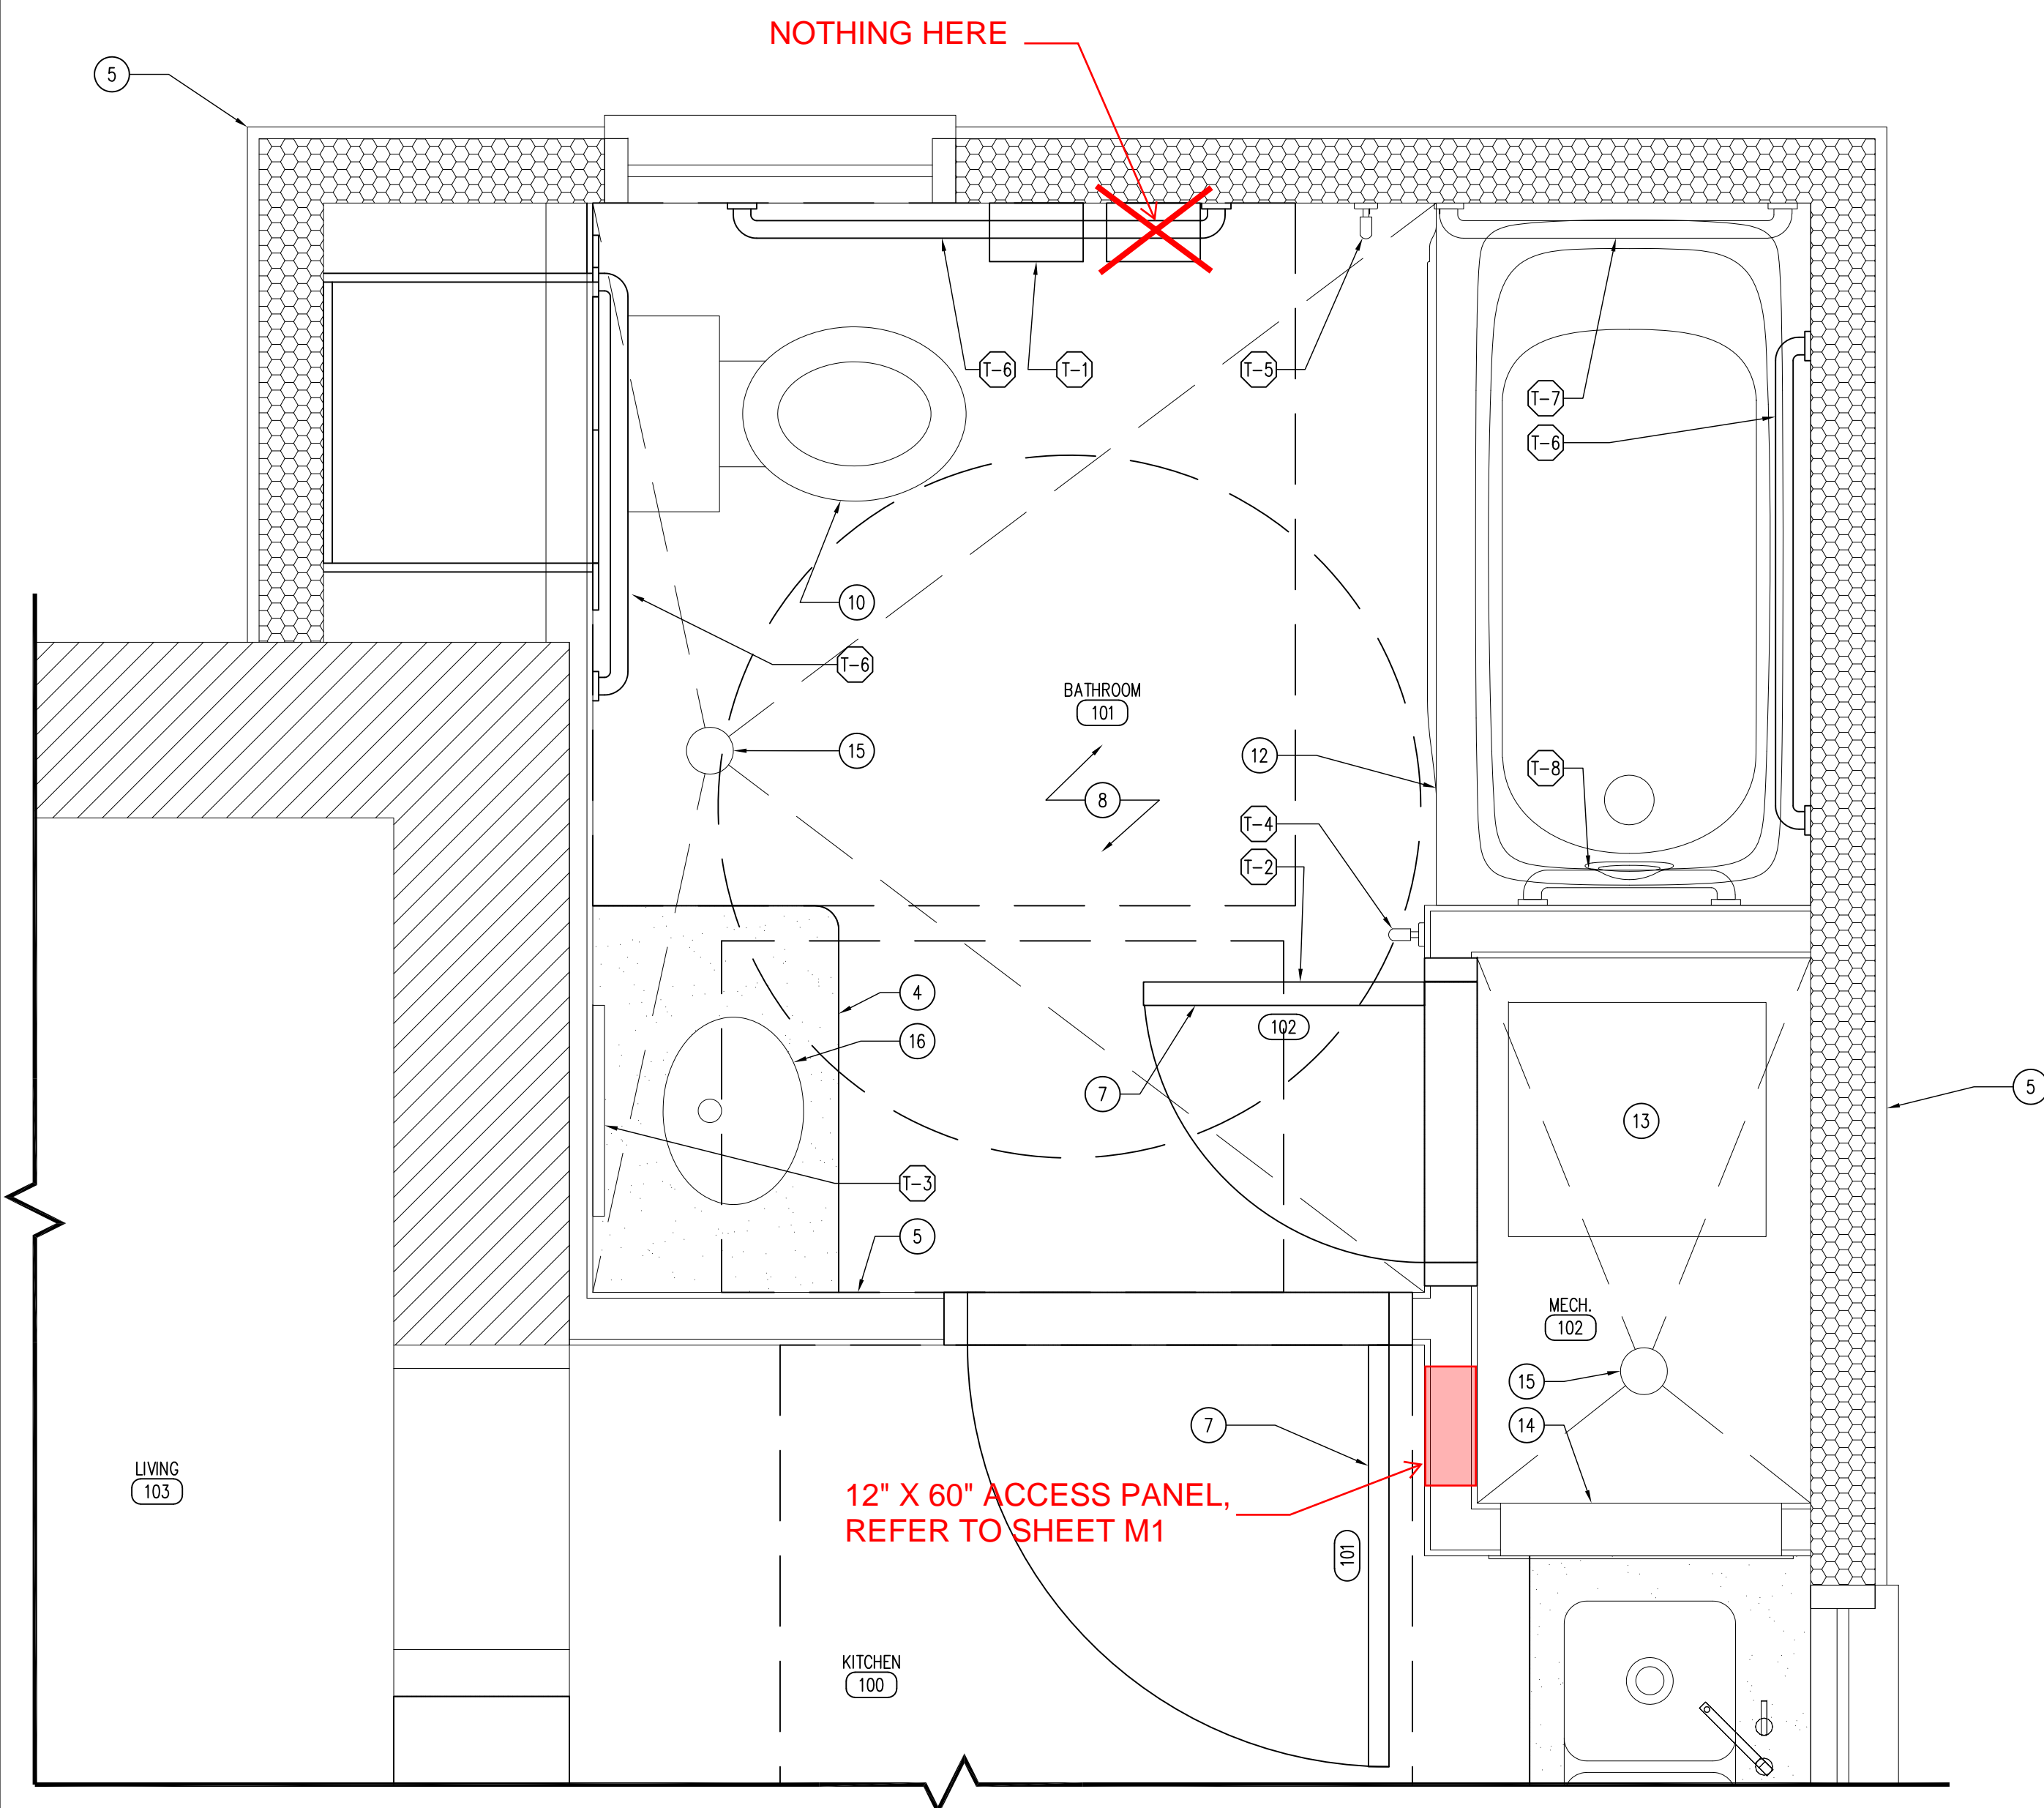 NOTHING HERE
5
T-6
T-1
T-5
T-7
T-6
10
T-6
BATHROOM
101
15
12
T-8
8
T-4
T-2
4
102
16
7
5
13
T-3
5
MECH.
102
15
7
14
LIVING
103
12" X 60" ACCESS PANEL,
REFER TO SHEET M1
101
KITCHEN
100